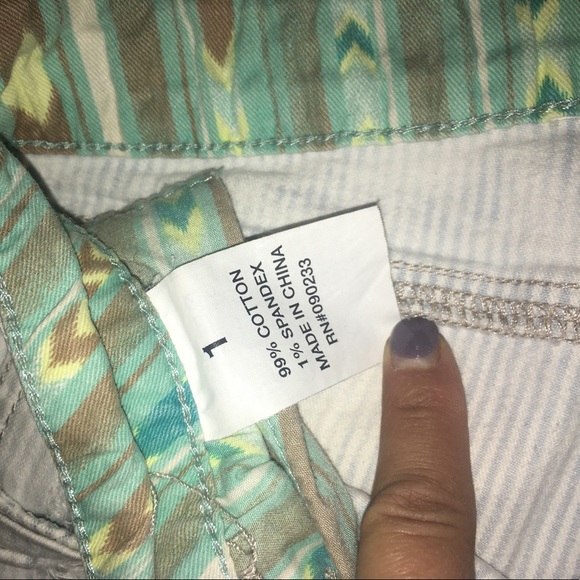 1
99% COTTON
1% SPANDEX
MADE IN CHINA
RN#090233